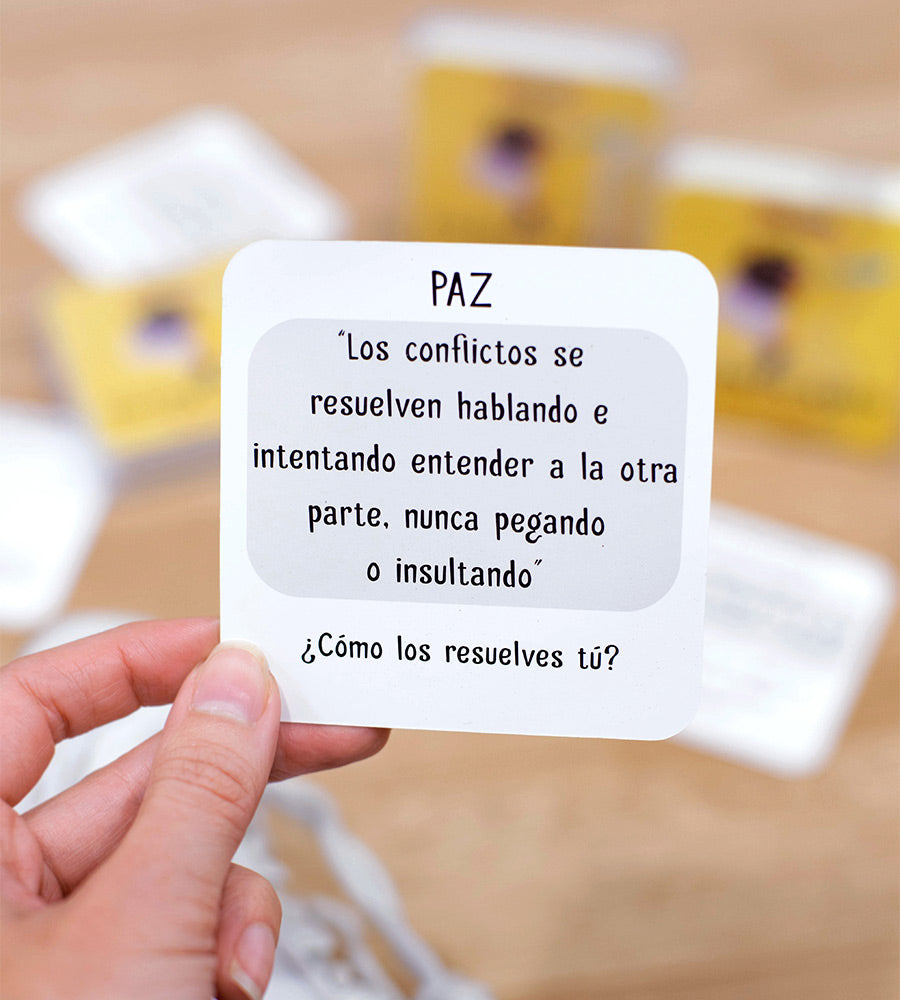 PAZ
“Los conflictos se
resuelven hablando e
intentando entender a la otra
parte, nunca pegando
o insultando”
¿Cómo los resuelves tú?